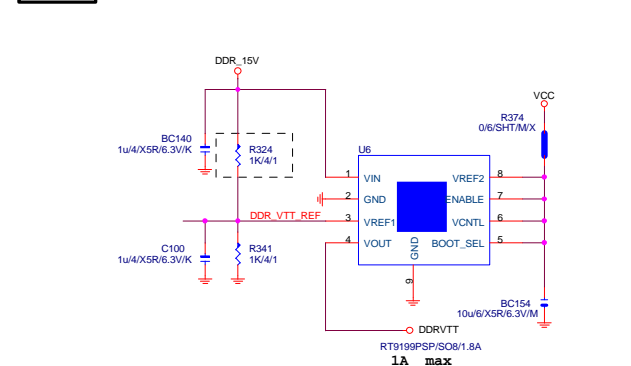 DDR_15V
VCC
R374
0/6/SHT/M/X
BC140
1u/4/X5R/6.3V/K
R324
1K/4/1
U6
1 VIN VREF2 8
2 GND ENABLE 7
DDR_VTT_REF 3 VREF1 VCNTL 6
4 VOUT BOOT_SEL 5
GND
9
C100
1u/4/X5R/6.3V/K
R341
1K/4/1
BC154
10u/6/X5R/6.3V/M
DDRVTT
RT9199PSP/SO8/1.8A
1A max